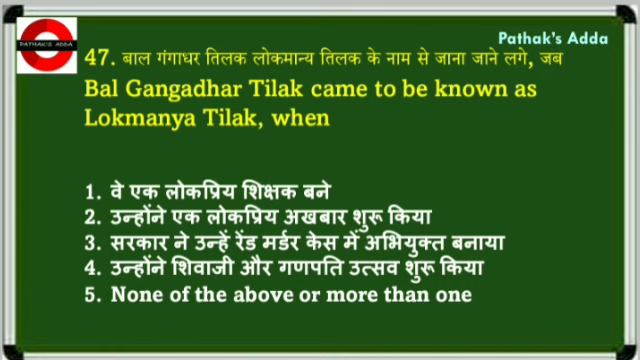 Pathak's Adda
PATHAK'S ADDA
47. बाल गंगाधर तिलक लोकमान्य तिलक के नाम से जाना जाने लगे, जब
Bal Gangadhar Tilak came to be known as
Lokmanya Tilak, when
1. वे एक लोकप्रिय शिक्षक बने
2. उन्होंने एक लोकप्रिय अखबार शुरू किया
3. सरकार ने उन्हें रेंड मर्डर केस में अभियुक्त बनाया
4. उन्होंने शिवाजी और गणपति उत्सव शुरू किया
5. None of the above or more than one